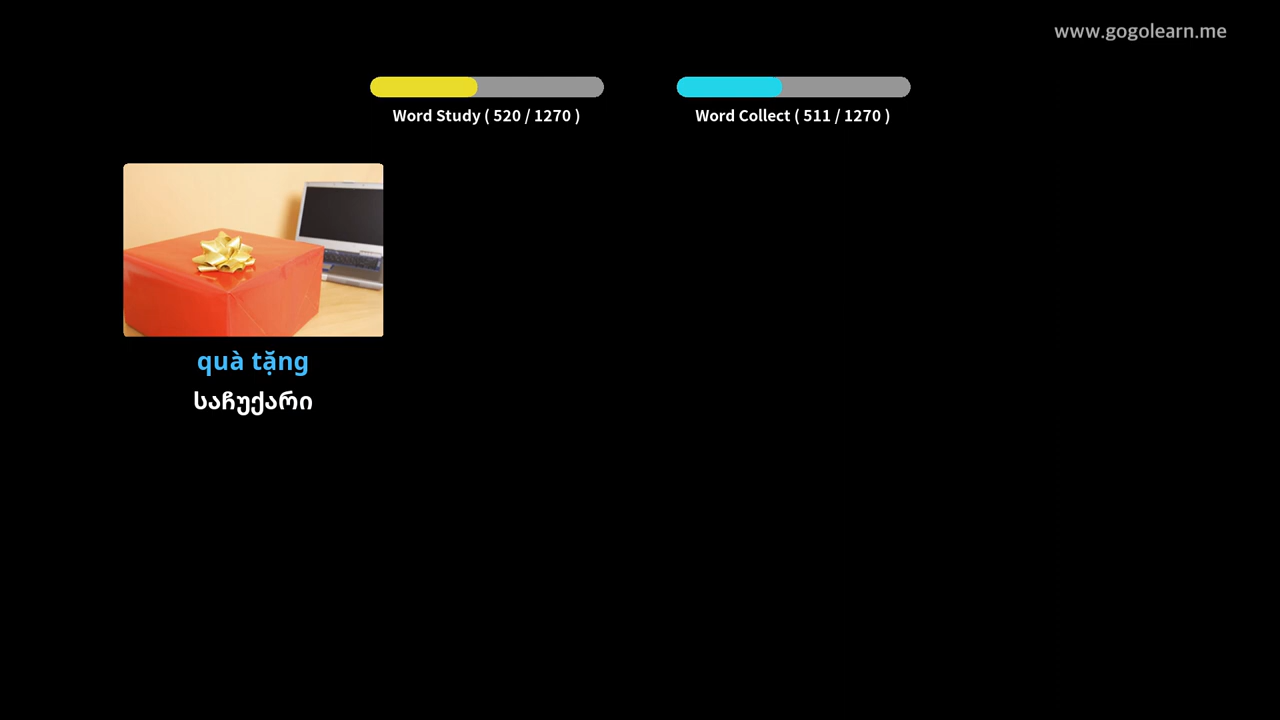 www.gogolearn.me
Word Study ( 520 / 1270 )
Word Collect ( 511 / 1270 )
quà tặng
საჩუქარი